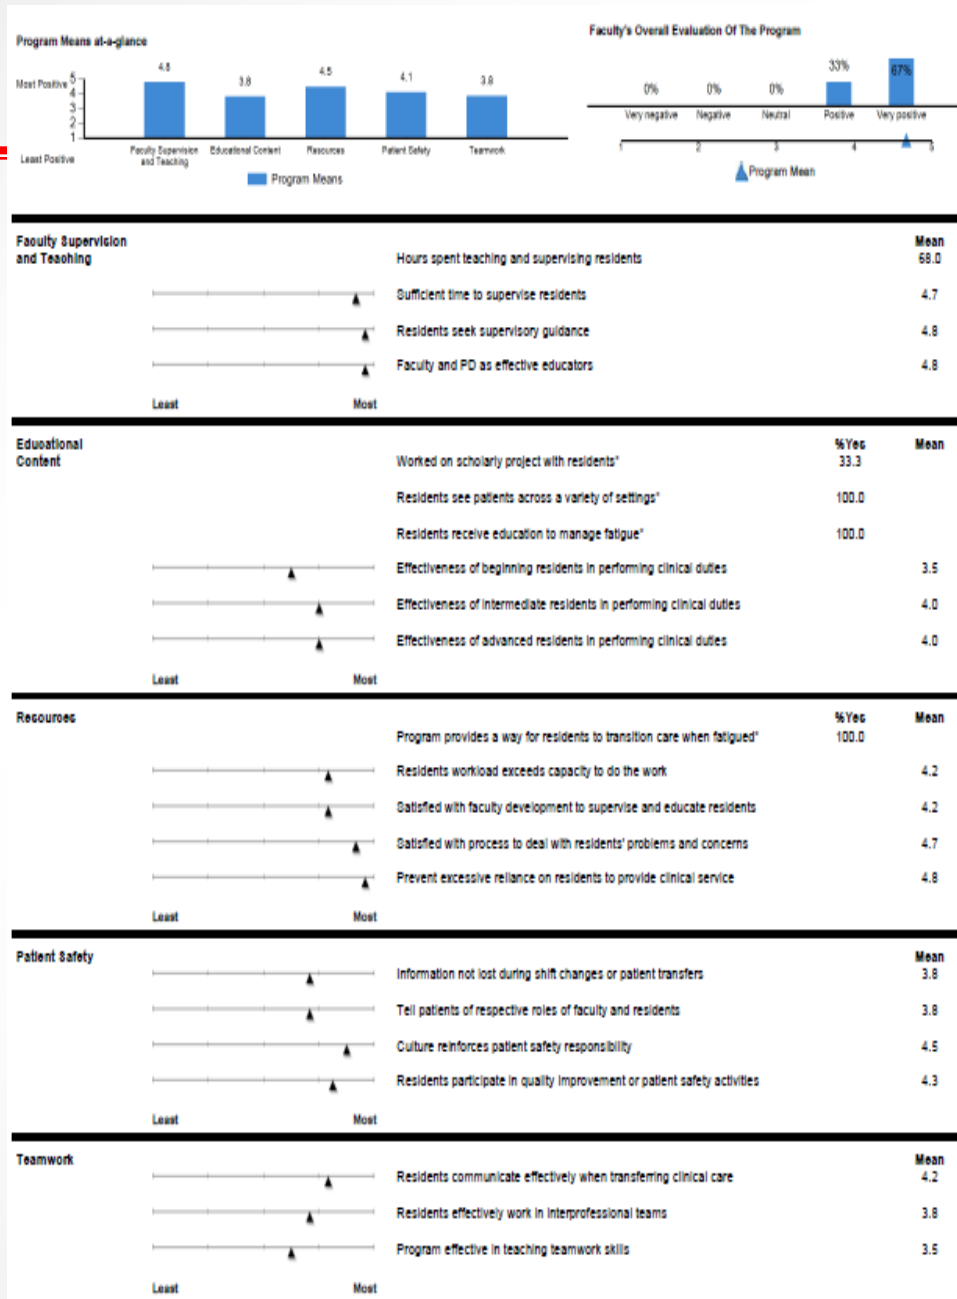 Program Means at-a-glance
Most Positive
5
4
3
2
1
Least Positive
4.8
3.8
4.5
4.1
3.8
Faculty Supervision
and Teaching
Educational Content
Resources
Patient Safety
Teamwork
Program Means
Faculty's Overall Evaluation Of The Program
0%
0%
0%
33%
67%
Very negative
Negative
Neutral
Positive
Very positive
1
2
3
4
5
Program Mean
Faculty Supervision
and Teaching
Mean
Hours spent teaching and supervising residents 68.0
Sufficient time to supervise residents 4.7
Residents seek supervisory guidance 4.8
Faculty and PD as effective educators 4.8
Least Most
Educational
Content
%Yes Mean
Worked on scholarly project with residents* 33.3
Residents see patients across a variety of settings* 100.0
Residents receive education to manage fatigue* 100.0
Effectiveness of beginning residents in performing clinical duties 3.5
Effectiveness of intermediate residents in performing clinical duties 4.0
Effectiveness of advanced residents in performing clinical duties 4.0
Least Most
Resources
%Yes Mean
Program provides a way for residents to transition care when fatigued* 100.0
Residents workload exceeds capacity to do the work 4.2
Satisfied with faculty development to supervise and educate residents 4.2
Satisfied with process to deal with residents' problems and concerns 4.7
Prevent excessive reliance on residents to provide clinical service 4.8
Least Most
Patient Safety
Mean
Information not lost during shift changes or patient transfers 3.8
Tell patients of respective roles of faculty and residents 3.8
Culture reinforces patient safety responsibility 4.5
Residents participate in quality improvement or patient safety activities 4.3
Least Most
Teamwork
Mean
Residents communicate effectively when transferring clinical care 4.2
Residents effectively work in interprofessional teams 3.8
Program effective in teaching teamwork skills 3.5
Least Most